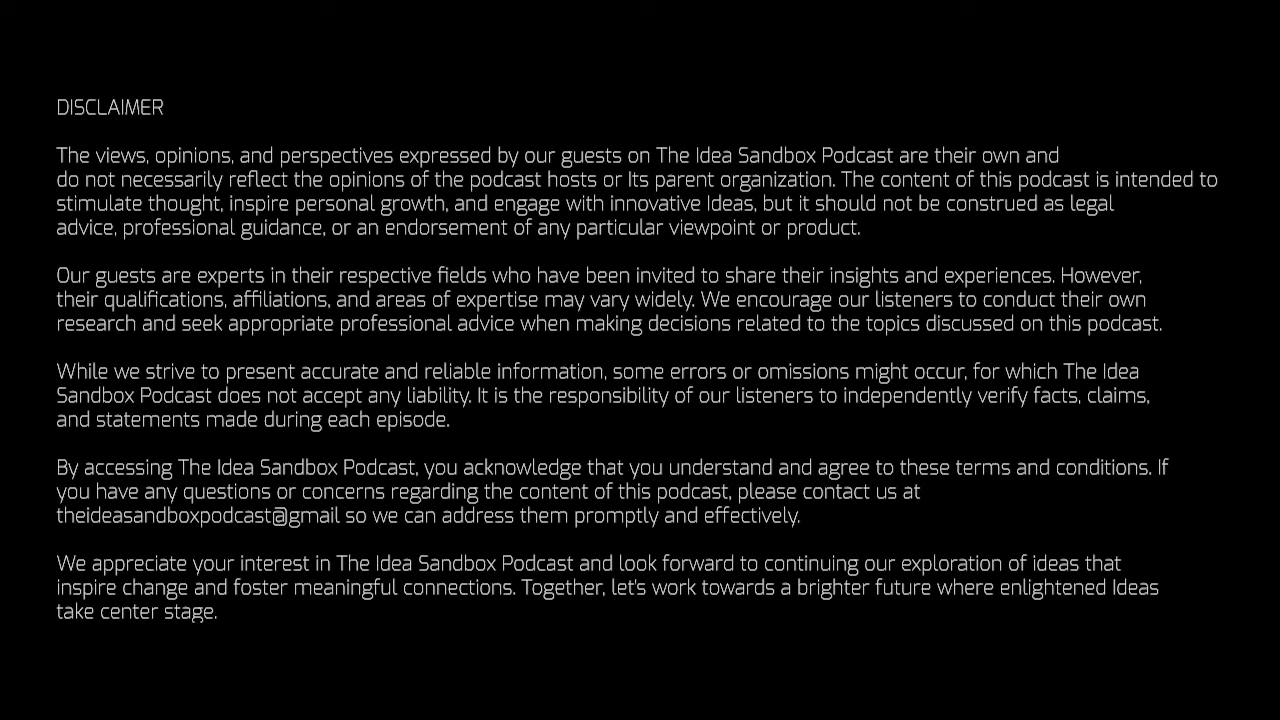 DISCLAIMER
The views, opinions, and perspectives expressed by our guests on The Idea Sandbox Podcast are their own and
do not necessarily reflect the opinions of the podcast hosts or Its parent organization. The content of this podcast is intended to
stimulate thought, inspire personal growth, and engage with innovative Ideas, but it should not be construed as legal
advice, professional guidance, or an endorsement of any particular viewpoint or product.
Our guests are experts in their respective fields who have been invited to share their insights and experiences. However,
their qualifications, affiliations, and areas of expertise may vary widely. We encourage our listeners to conduct their own
research and seek appropriate professional advice when making decisions related to the topics discussed on this podcast.
While we strive to present accurate and reliable information, some errors or omissions might occur, for which The Idea
Sandbox Podcast does not accept any liability. It is the responsibility of our listeners to independently verify facts, claims,
and statements made during each episode.
By accessing The Idea Sandbox Podcast, you acknowledge that you understand and agree to these terms and conditions. If
you have any questions or concerns regarding the content of this podcast, please contact us at
theideasandboxpodcast@gmail so we can address them promptly and effectively.
We appreciate your interest in The Idea Sandbox Podcast and look forward to continuing our exploration of ideas that
inspire change and foster meaningful connections. Together, let's work towards a brighter future where enlightened Ideas
take center stage.